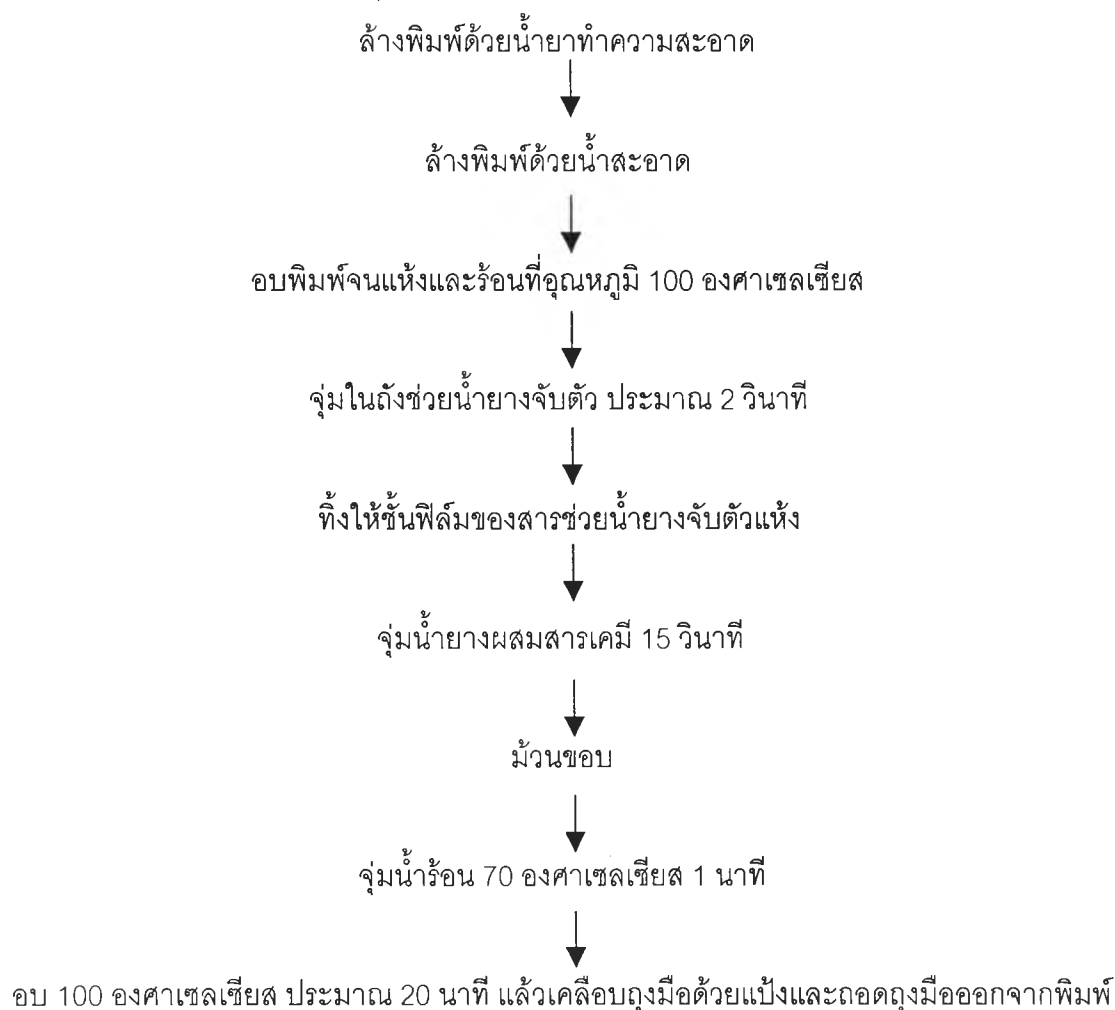 ล้างพิมพ์ด้วยน้ำยาทำความสะอาด
ล้างพิมพ์ด้วยน้ำสะอาด
อบพิมพ์จนแห้งและร้อนที่อุณหภูมิ 100 องศาเซลเซียส
จุ่มในถังช่วยน้ำยางจับตัว ประมาณ 2 วินาที
ทิ้งให้ชั้นฟิล์มของสารช่วยน้ำยางจับตัวแห้ง
จุ่มน้ำยางผสมสารเคมี 15 วินาที
ม้วนขอบ
จุ่มน้ำร้อน 70 องศาเซลเซียส 1 นาที
อบ 100 องศาเซลเซียส ประมาณ 20 นาที แล้วเคลือบถุงมือด้วยแป้งและถอดถุงมือออกจากพิมพ์